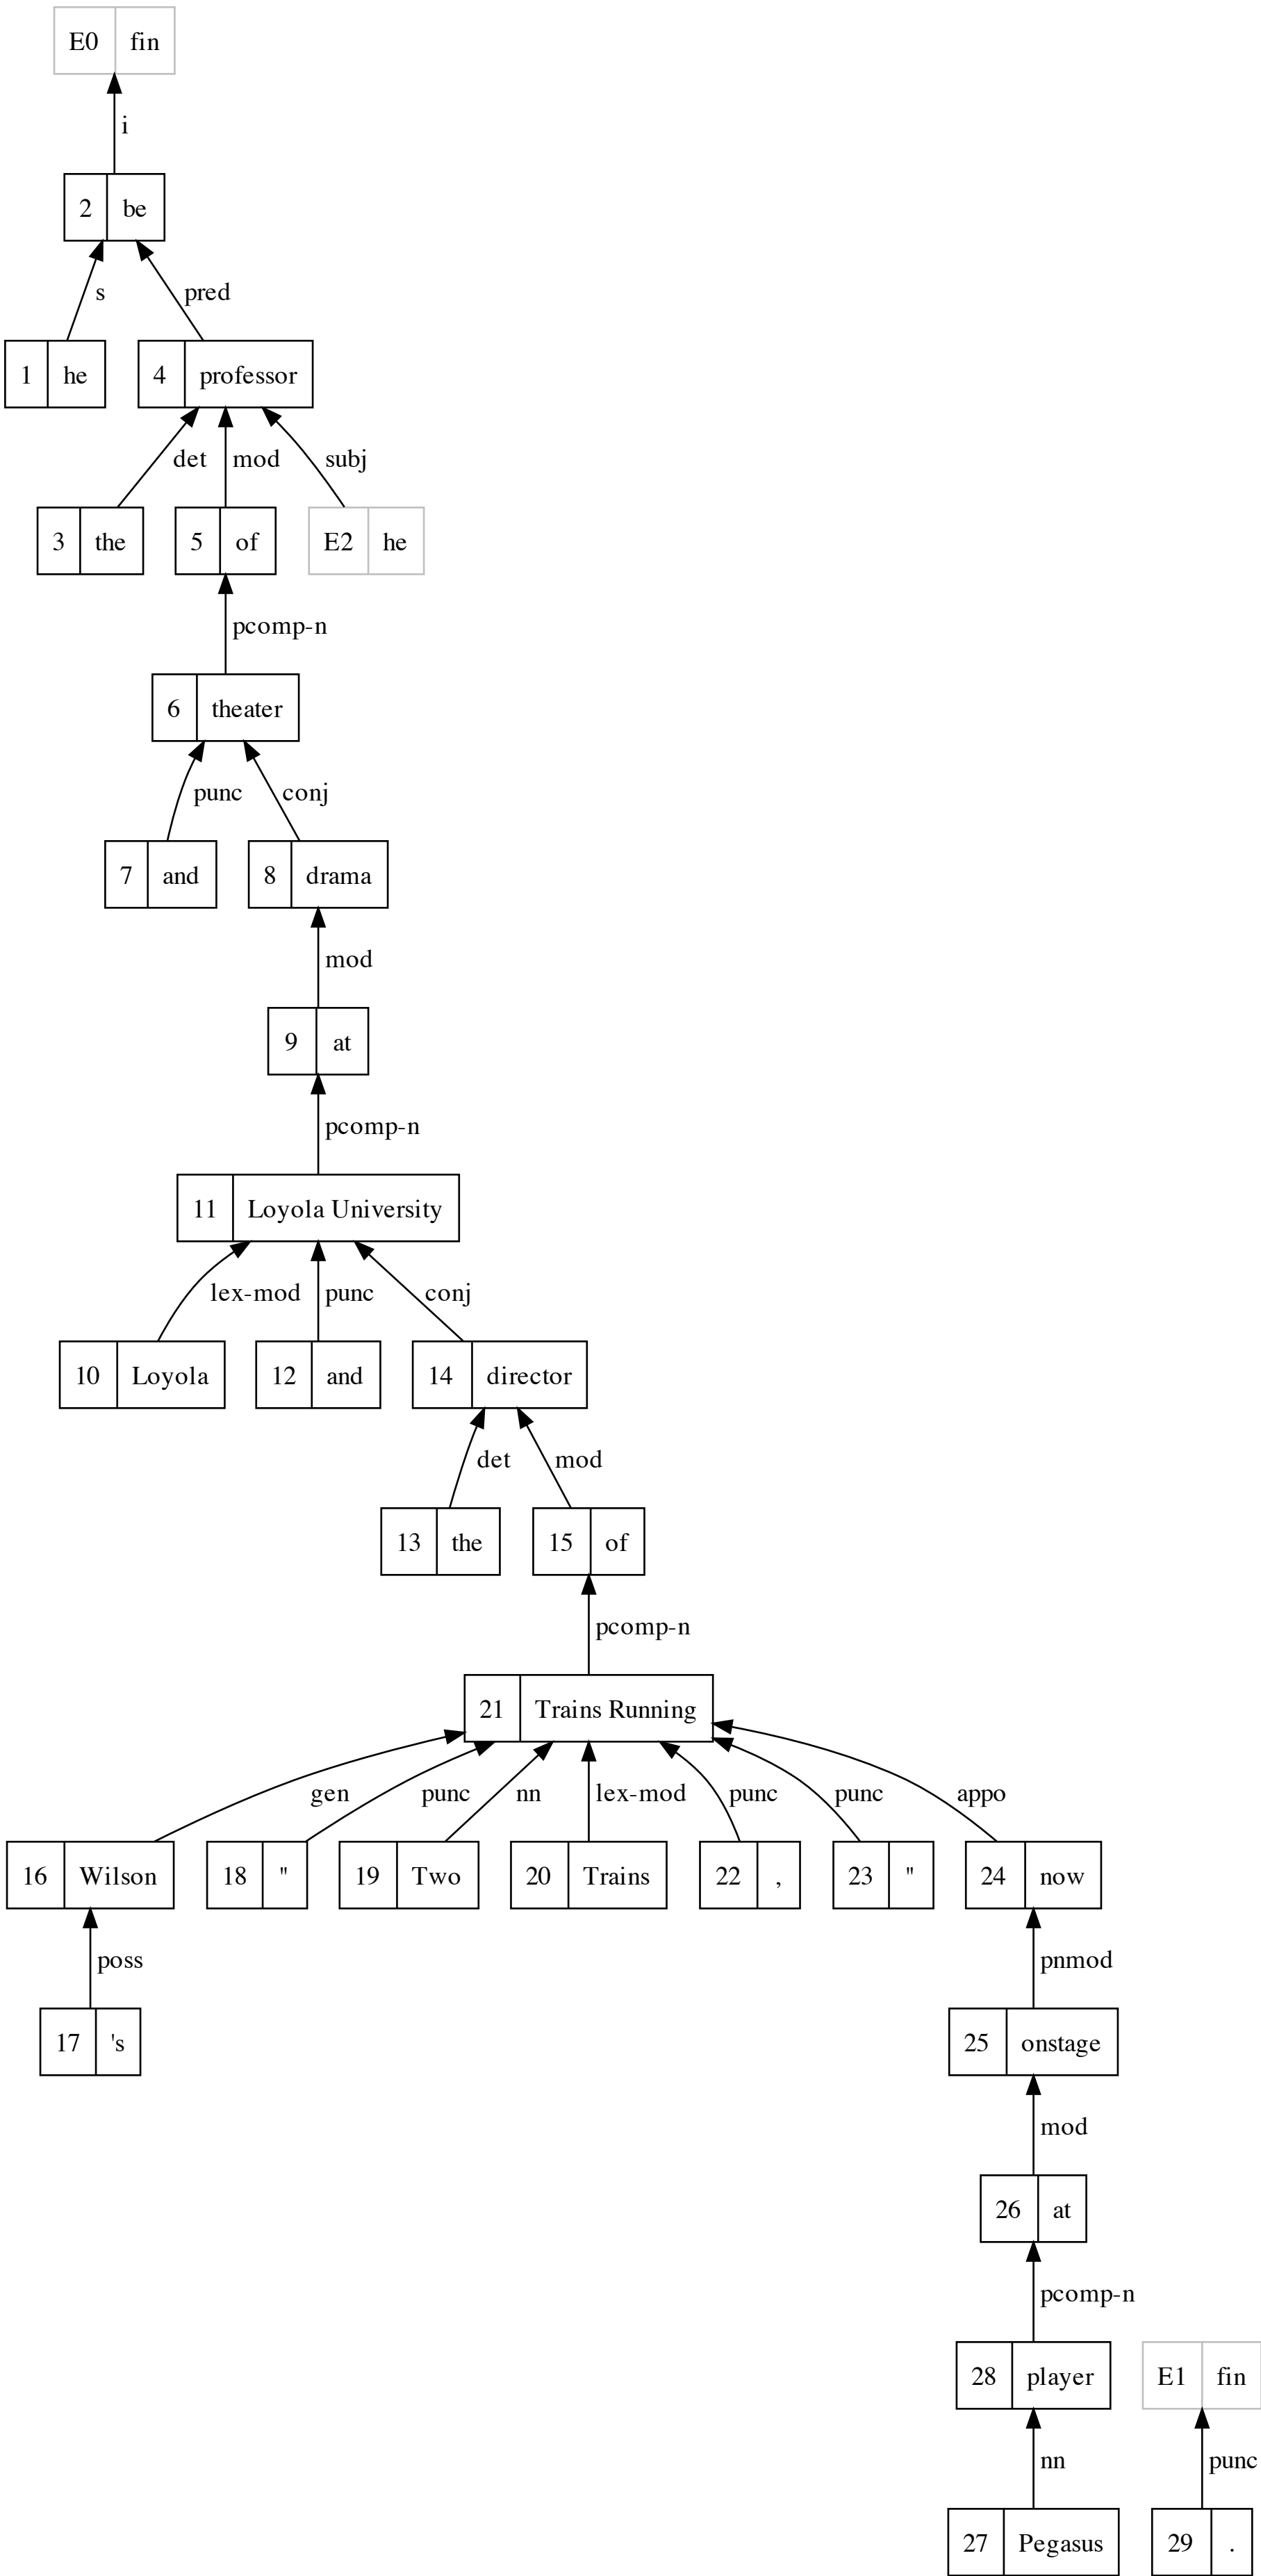 E0 fin
i
2 be
s pred
1 he 4 professor
det mod subj
3 the 5 of E2 he
pcomp-n
6 theater
punc conj
7 and 8 drama
mod
9 at
pcomp-n
11 Loyola University
lex-mod punc conj
10 Loyola 12 and 14 director
det mod
13 the 15 of
pcomp-n
21 Trains Running
gen punc nn lex-mod punc punc appo
16 Wilson 18 " 19 Two 20 Trains 22 , 23 " 24 now
poss pnmod
17 's 25 onstage
mod
26 at
pcomp-n
28 player E1 fin
nn punc
27 Pegasus 29 .